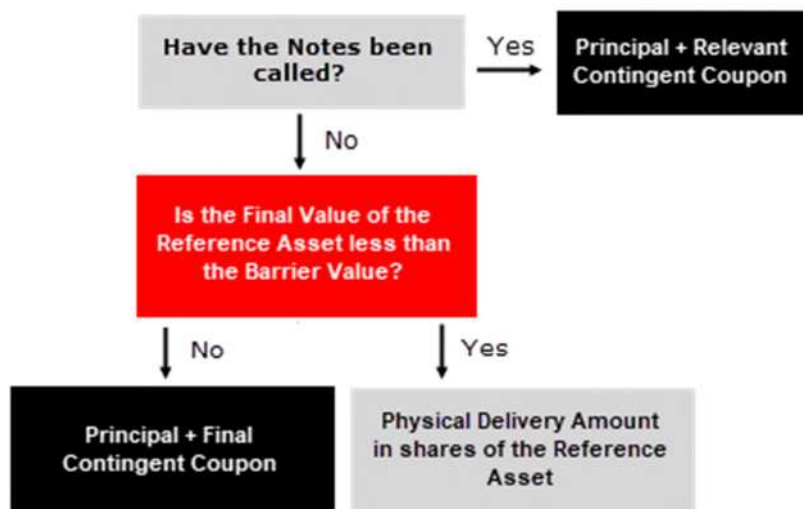 Have the Notes been
called?
Yes
Principal + Relevant
Contingent Coupon
No
Is the Final Value of the
Reference Asset less than
the Barrier Value?
No
Yes
Principal + Final
Contingent Coupon
Physical Delivery Amount
in shares of the Reference
Asset